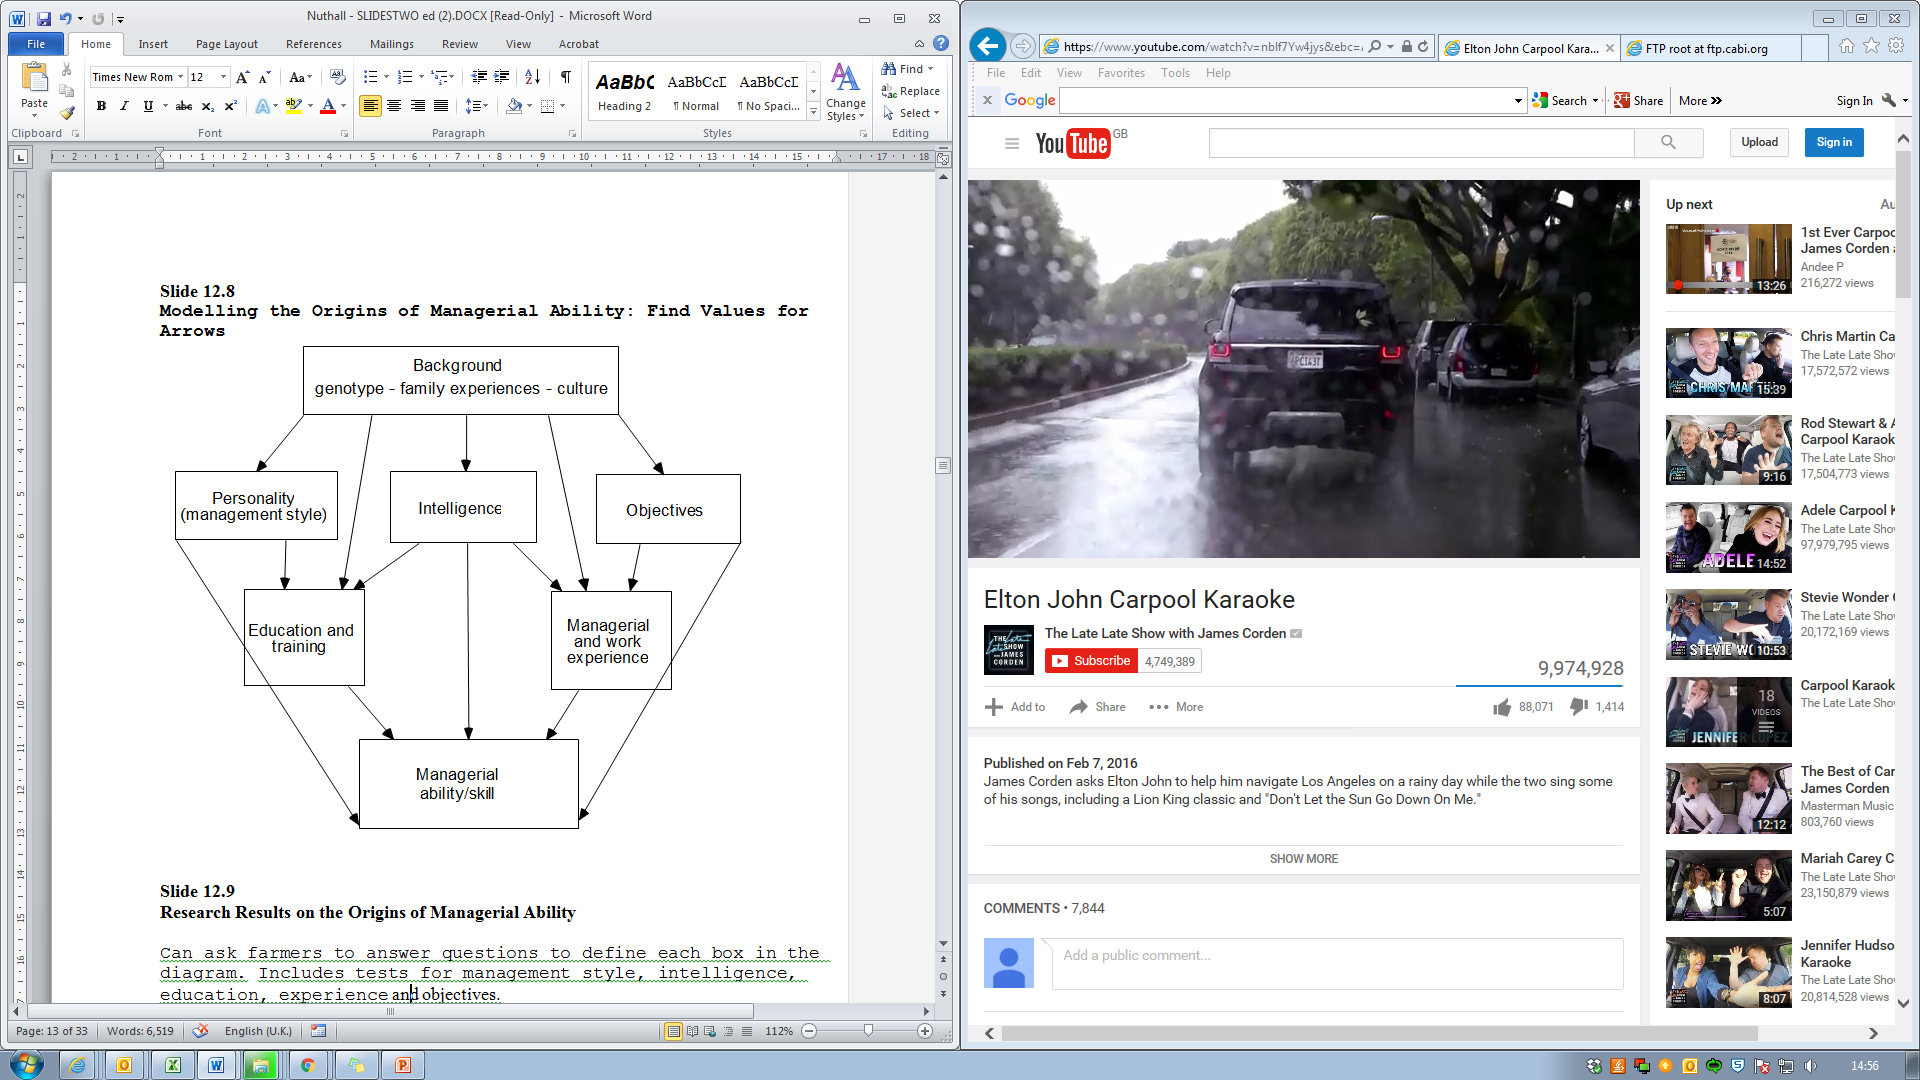 Nuthall - SLIDESTWO ed (2).DOCX [Read-Only] - Microsoft Word
File Home Insert Page Layout References Mailings Review View Acrobat
Paste
Times New Rom 12
Heading 2
¶ Normal
¶ No Spaci...
Change Styles
Find
Replace
Select
Clipboard Font Paragraph Styles Editing
Slide 12.8
Modelling the Origins of Managerial Ability: Find Values for
Arrows
Background
genotype - family experiences - culture
Personality
(management style)
Intelligence
Objectives
Education and
training
Managerial
and work
experience
Managerial
ability/skill
Slide 12.9
Research Results on the Origins of Managerial Ability
Can ask farmers to answer questions to define each box in the
diagram. Includes tests for management style, intelligence,
education, experience and objectives.
Page: 13 of 33 Words: 6,519 English (U.K.) 112%
https://www.youtube.com/watch?v=nbIf7Yw4jys&ebc=
Elton John Carpool Kara...
FTP root at ftp.cabi.org
File Edit View Favorites Tools Help
x Google Search Share More » Sign In
YouTube GB
Upload
Sign in
Elton John Carpool Karaoke
THE LATE LATE SHOW JAMES CORDEN
The Late Late Show with James Corden
Subscribe 4,749,389
9,974,928
Add to Share More 88,071 1,414
Published on Feb 7, 2016
James Corden asks Elton John to help him navigate Los Angeles on a rainy day while the two sing some
of his songs, including a Lion King classic and "Don't Let the Sun Go Down On Me."
SHOW MORE
COMMENTS • 7,844
Add a public comment...
Up next Au
13:26
1st Ever Carpoo
James Corden a
Andee P
216,272 views
15:39
Chris Martin Ca
The Late Late Sho
17,572,572 views
9:16
Rod Stewart & A
Carpool Karaok
The Late Late Sho
17,504,773 views
ADELE 14:52
Adele Carpool K
The Late Late Sho
97,979,795 views
STEVIE WO 10:53
Stevie Wonder C
The Late Late Sho
20,172,169 views
18
VIDEOS
JENNIFER LOPEZ
Carpool Karaok
The Late Late Sho
12:12
The Best of Car
James Corden
Masterman Music
803,760 views
5:07
Mariah Carey C
The Late Late Sho
23,150,879 views
8:07
Jennifer Hudso
Karaoke
The Late Late Sho
20,814,528 views
14:56